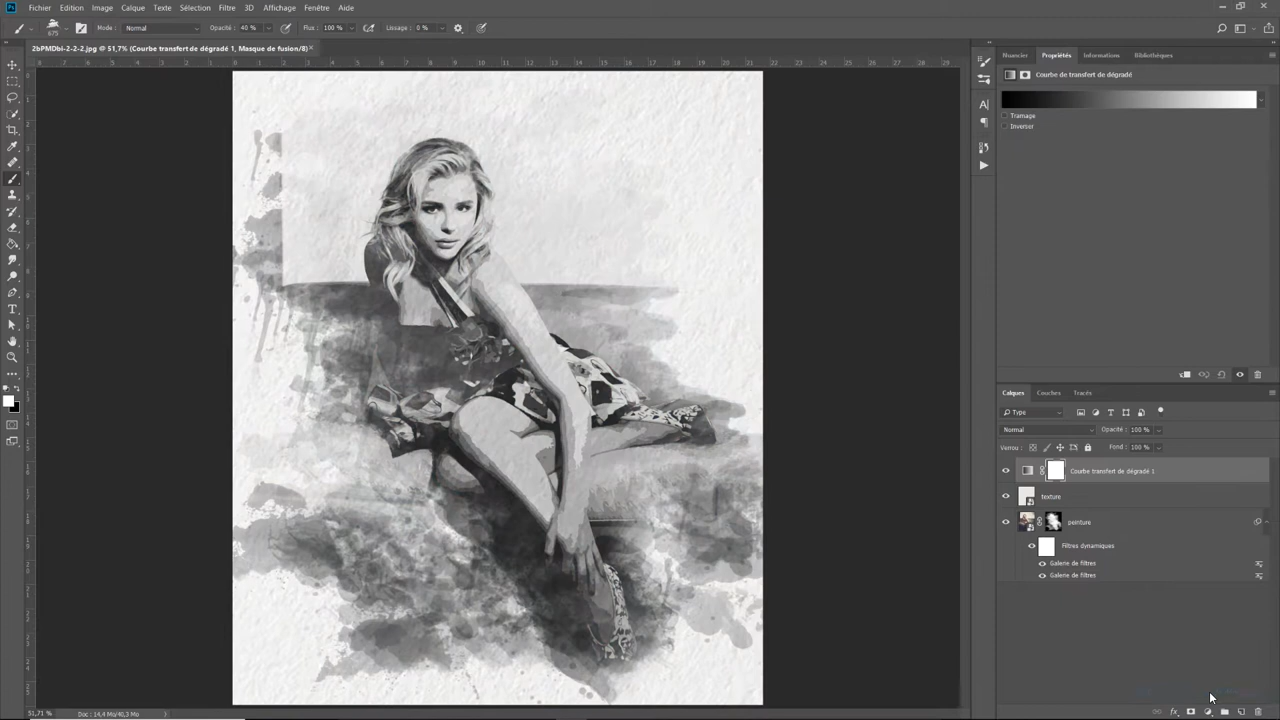 Fichier Edition Image Calque Texte Sélection Filtre 3D Affichage Fenêtre Aide
675 Mode : Normal Opacité : 40 % Flux : 100 % Lissage : 0 %
2bPMDbI-2-2-2.jpg @ 51,7% (Courbe transfert de dégradé 1, Masque de fusion/8)
Nuancier Propriétés Informations Bibliothèques
Courbe de transfert de dégradé
Tramage
Inverser
Calques Couches Tracés
Type
Normal Opacité : 100 %
Verrou : Fond : 100 %
Courbe transfert de dégradé 1
texture
peinture
Filtres dynamiques
Galerie de filtres
Galerie de filtres
51,71 % Doc : 14,4 Mo/40,3 Mo